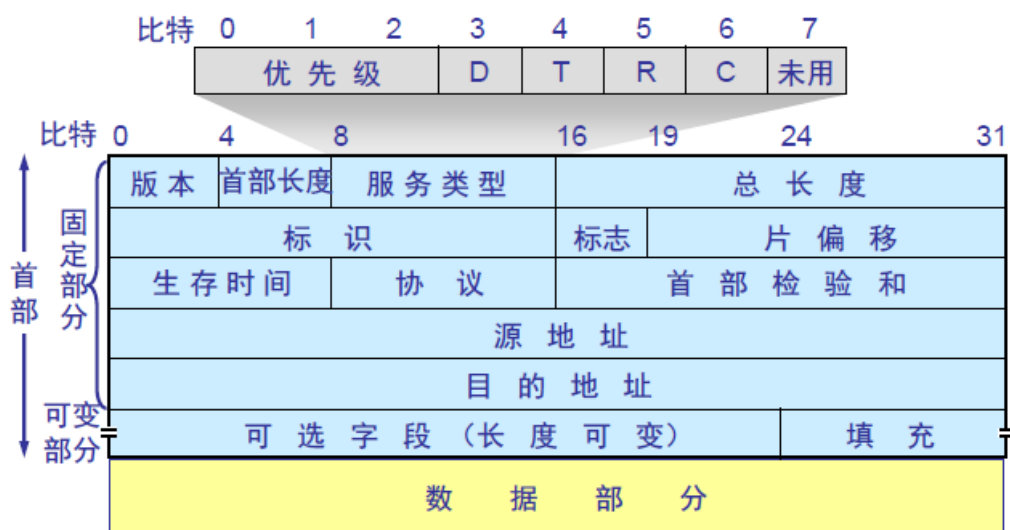 比特 0 1 2 3 4 5 6 7
优先级 D T R C 未用
比特 0 4 8 16 19 24 31
版本 首部长度 服务类型 总长度
标识 标志 片偏移
生存时间 协议 首部检验和
源地址
目的地址
可选字段（长度可变） 填充
数据部分
首部
固定部分
可变
部分